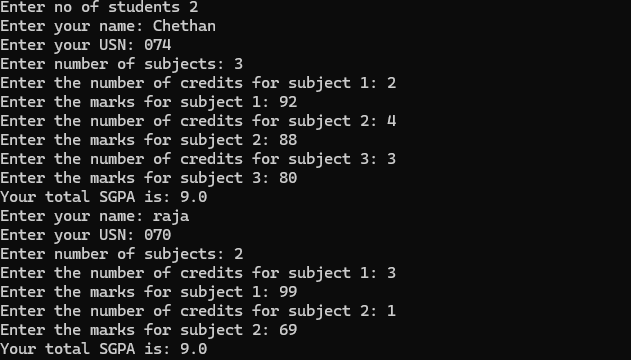 Enter no of students 2
Enter your name: Chethan
Enter your USN: 074
Enter number of subjects: 3
Enter the number of credits for subject 1: 2
Enter the marks for subject 1: 92
Enter the number of credits for subject 2: 4
Enter the marks for subject 2: 88
Enter the number of credits for subject 3: 3
Enter the marks for subject 3: 80
Your total SGPA is: 9.0
Enter your name: raja
Enter your USN: 070
Enter number of subjects: 2
Enter the number of credits for subject 1: 3
Enter the marks for subject 1: 99
Enter the number of credits for subject 2: 1
Enter the marks for subject 2: 69
Your total SGPA is: 9.0